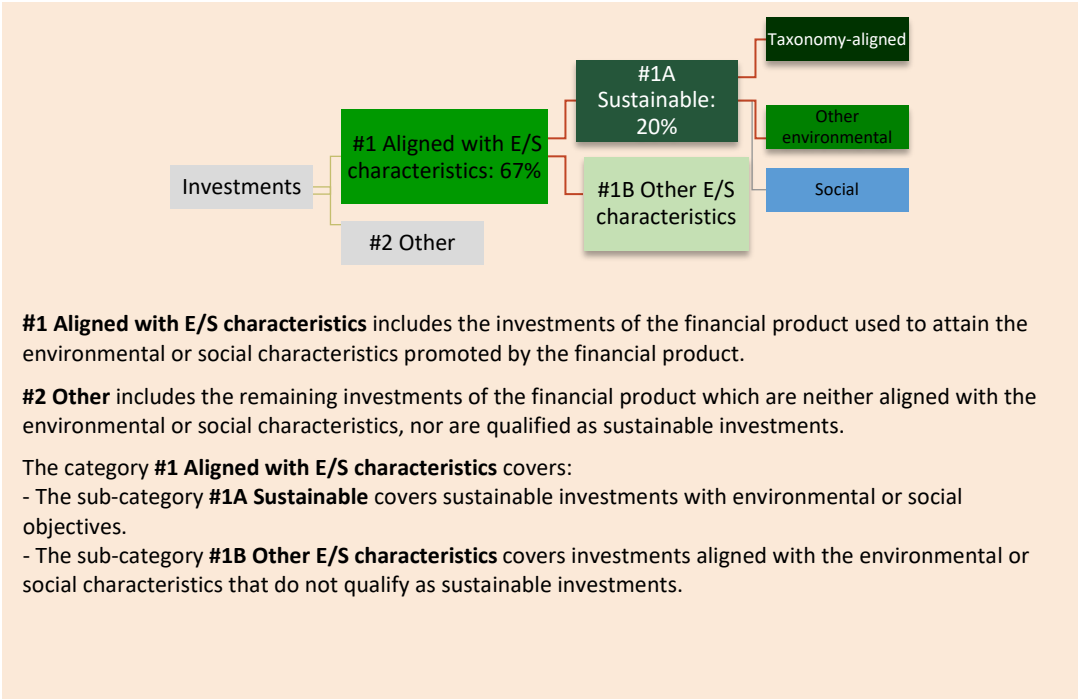 Taxonomy-aligned
#1A
Sustainable:
20%
Other
environmental
#1 Aligned with E/S
characteristics: 67%
Investments
#1B Other E/S
characteristics
Social
#2 Other
#1 Aligned with E/S characteristics includes the investments of the financial product used to attain the
environmental or social characteristics promoted by the financial product.
#2 Other includes the remaining investments of the financial product which are neither aligned with the
environmental or social characteristics, nor are qualified as sustainable investments.
The category #1 Aligned with E/S characteristics covers:
- The sub-category #1A Sustainable covers sustainable investments with environmental or social
objectives.
- The sub-category #1B Other E/S characteristics covers investments aligned with the environmental or
social characteristics that do not qualify as sustainable investments.